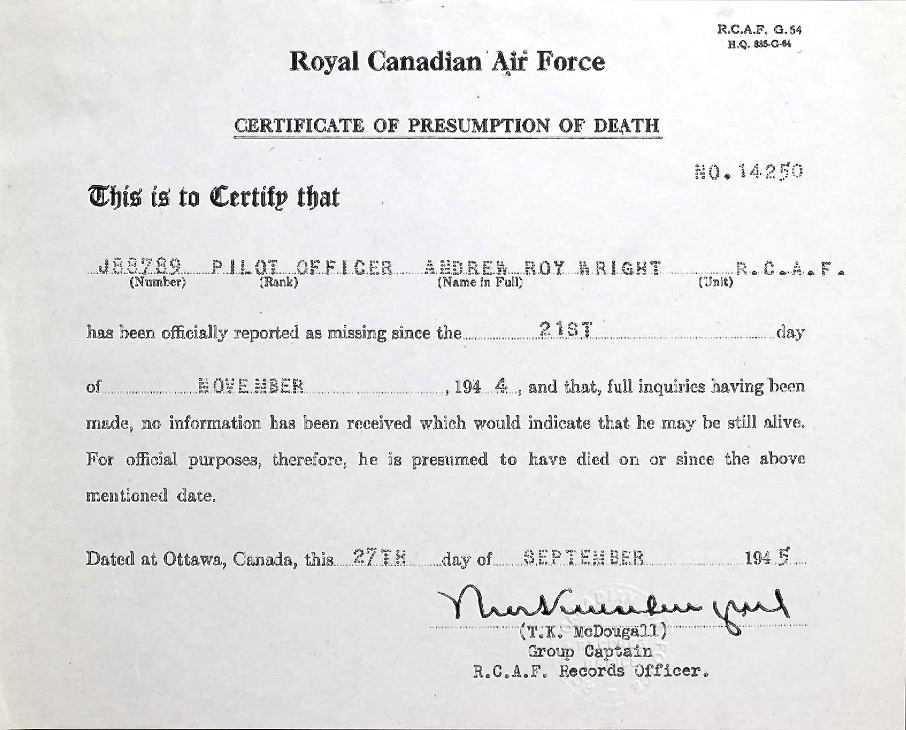 R.C.A.F. G.54
H.Q. 885-G-64
Royal Canadian Air Force
CERTIFICATE OF PRESUMPTION OF DEATH
NO.14250
This is to Certify that
J88789 PILOT OFFICER ANDREW ROY WRIGHT R.C.A.F.
(Number) (Rank) (Name in Full) (Unit)
has been officially reported as missing since the 21ST day
of NOVEMBER , 194 4 , and that, full inquiries having been
made, no information has been received which would indicate that he may be still alive.
For official purposes, therefore, he is presumed to have died on or since the above
mentioned date.
Dated at Ottawa, Canada, this 27TH day of SEPTEMBER 194 5
(T.K. McDougall)
Group Captain
R.C.A.F. Records Officer.